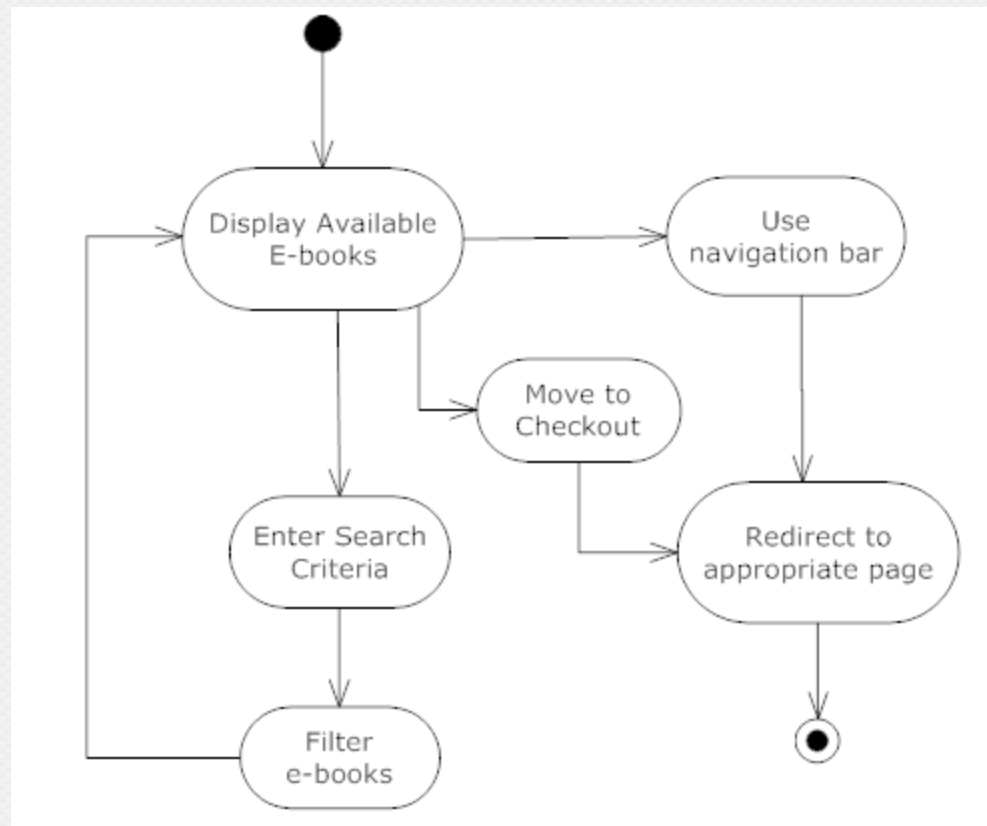 Display Available
E-books
Use
navigation bar
Move to
Checkout
Enter Search
Criteria
Redirect to
appropriate page
Filter
e-books